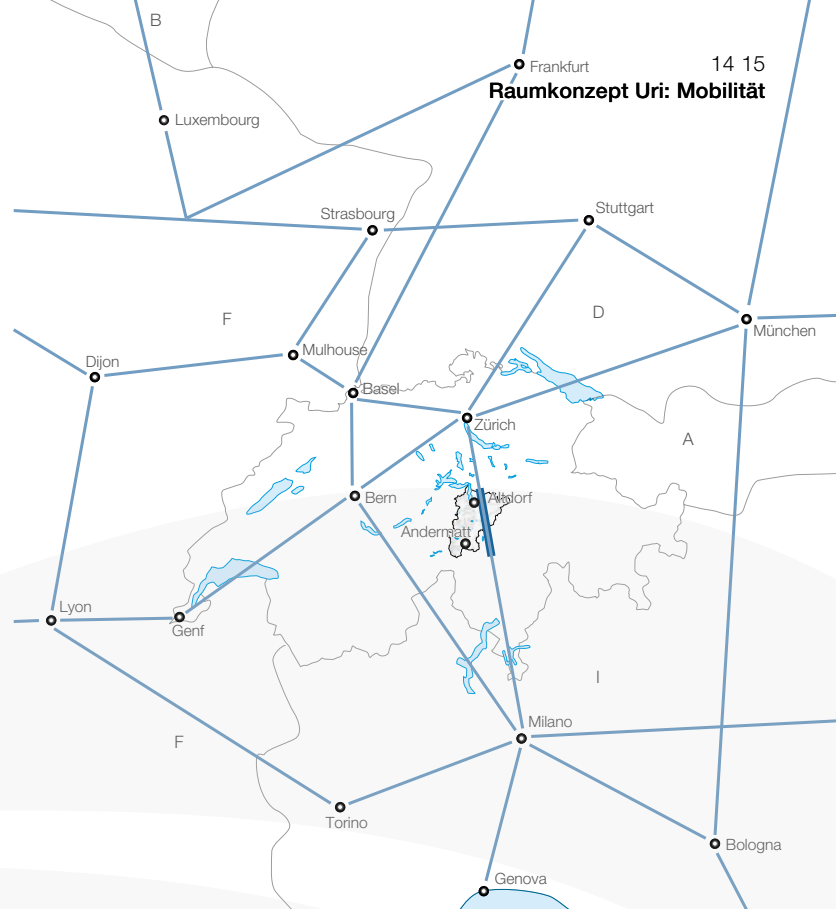 B
14 15
Frankfurt
Raumkonzept Uri: Mobilität
Luxembourg
Strasbourg
Stuttgart
F
D
München
Mulhouse
Dijon
Basel
Zürich
A
Bern
Altdorf
Andermatt
Lyon
Genf
I
Milano
F
Torino
Bologna
Genova